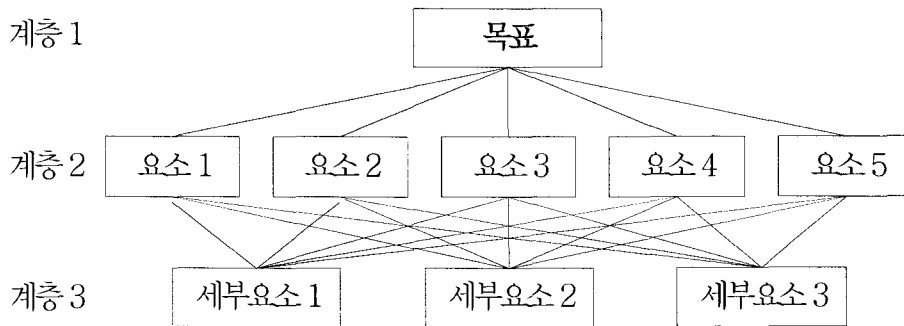 계층 1 목표
계층 2 요소 1 요소 2 요소 3 요소 4 요소 5
계층 3 세부요소 1 세부요소 2 세부요소 3